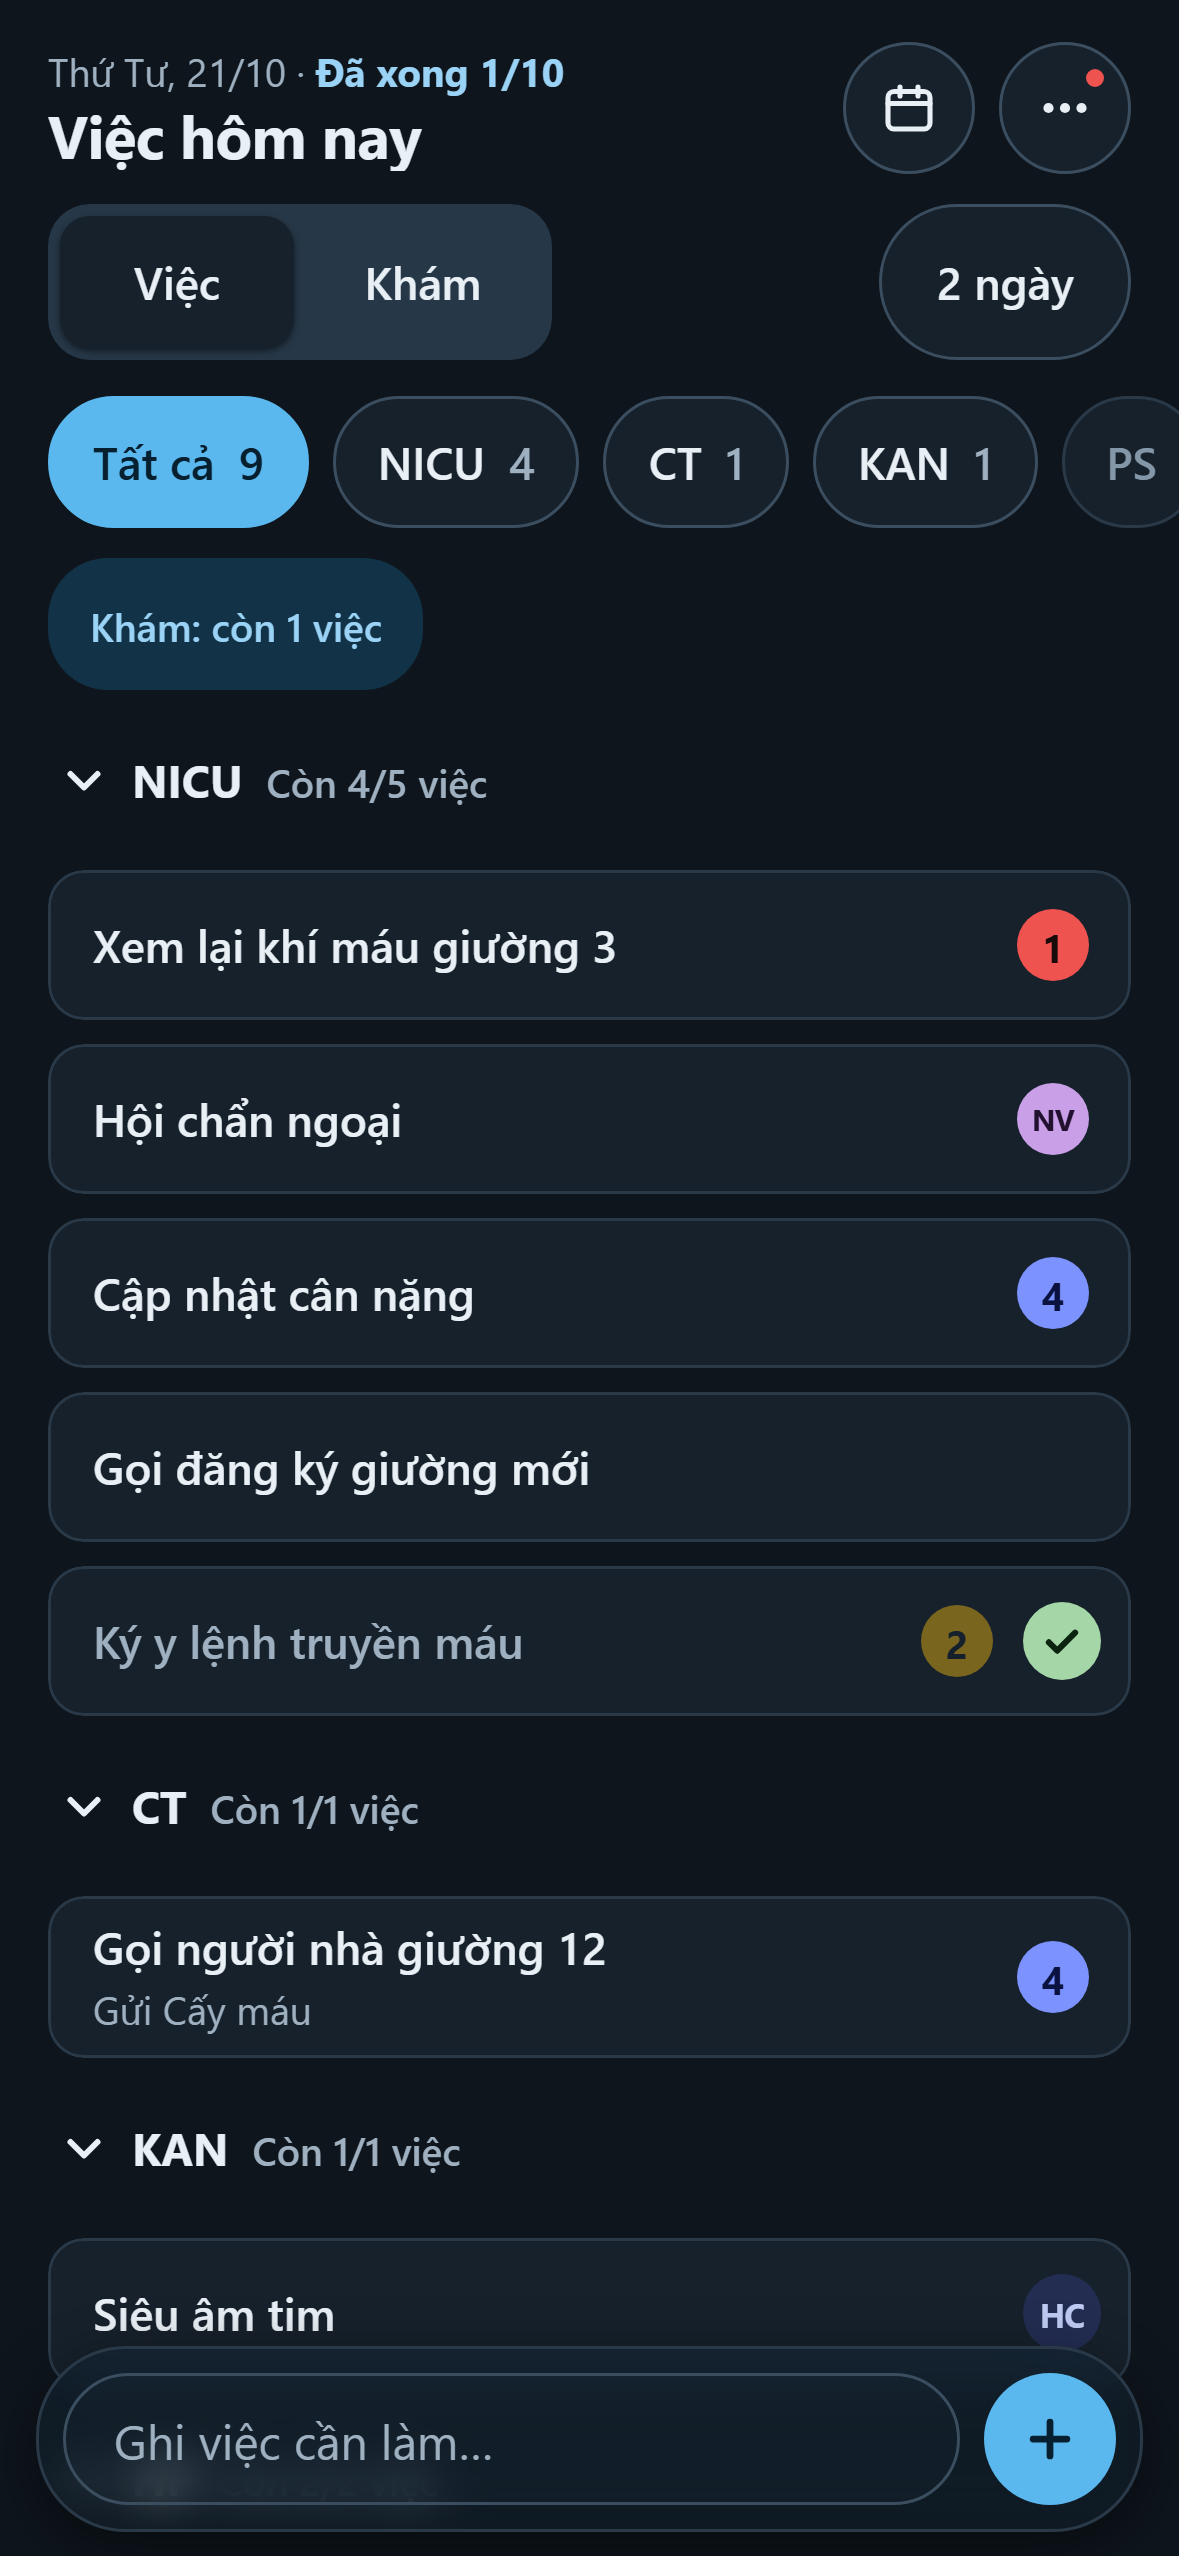 Thứ Tư, 21/10 · Đã xong 1/10
Việc hôm nay
Việc
Khám
2 ngày
Tất cả 9
NICU 4
CT 1
KAN 1
PS
Khám: còn 1 việc
NICU Còn 4/5 việc
Xem lại khí máu giường 3
1
Hội chẩn ngoại
NV
Cập nhật cân nặng
4
Gọi đăng ký giường mới
Ký y lệnh truyền máu
2
CT Còn 1/1 việc
Gọi người nhà giường 12
Gửi Cấy máu
4
KAN Còn 1/1 việc
Siêu âm tim
HC
Ghi việc cần làm...